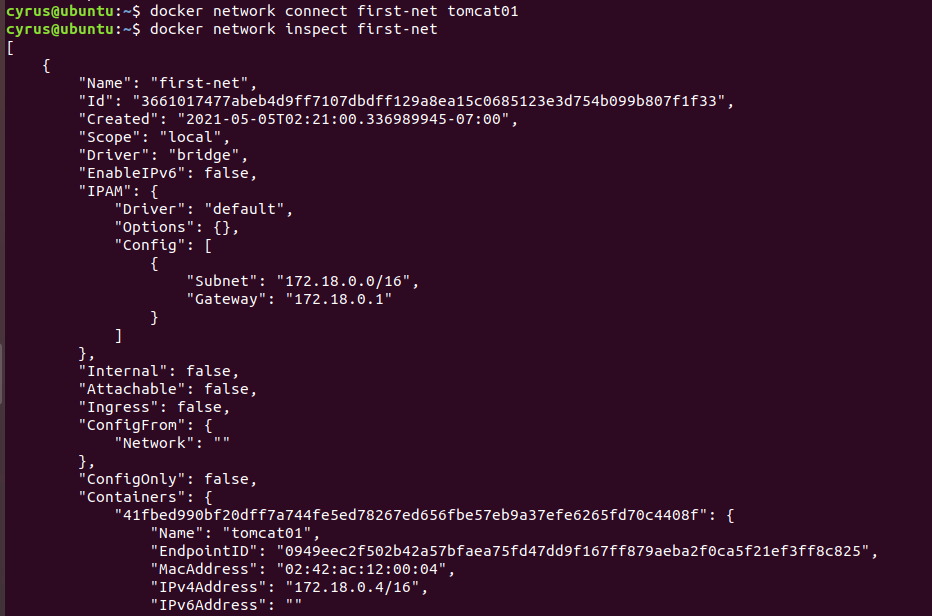 cyrus@ubuntu:~$ docker network connect first-net tomcat01
cyrus@ubuntu:~$ docker network inspect first-net
[
    {
        "Name": "first-net",
        "Id": "3661017477abeb4d9ff7107dbdff129a8ea15c0685123e3d754b099b807f1f33",
        "Created": "2021-05-05T02:21:00.336989945-07:00",
        "Scope": "local",
        "Driver": "bridge",
        "EnableIPv6": false,
        "IPAM": {
            "Driver": "default",
            "Options": {},
            "Config": [
                {
                    "Subnet": "172.18.0.0/16",
                    "Gateway": "172.18.0.1"
                }
            ]
        },
        "Internal": false,
        "Attachable": false,
        "Ingress": false,
        "ConfigFrom": {
            "Network": ""
        },
        "ConfigOnly": false,
        "Containers": {
            "41fbed990bf20dff7a744fe5ed78267ed656fbe57eb9a37efe6265fd70c4408f": {
                "Name": "tomcat01",
                "EndpointID": "0949eec2f502b42a57bfaea75fd47dd9f167ff879aeba2f0ca5f21ef3ff8c825",
                "MacAddress": "02:42:ac:12:00:04",
                "IPv4Address": "172.18.0.4/16",
                "IPv6Address": ""